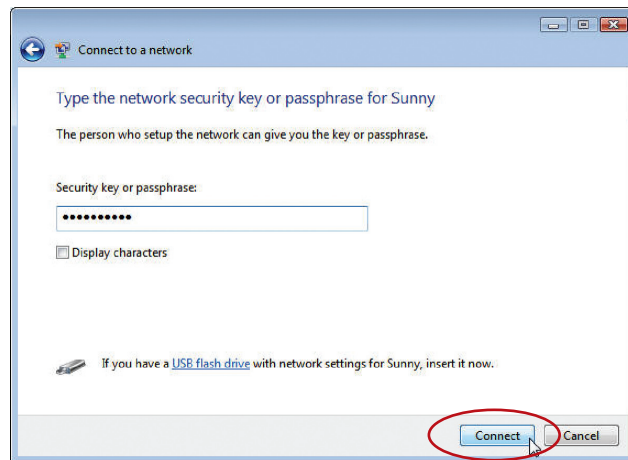 Connect to a network
Type the network security key or passphrase for Sunny
The person who setup the network can give you the key or passphrase.
Security key or passphrase:
••••••••••
Display characters
If you have a USB flash drive with network settings for Sunny, insert it now.
Connect Cancel